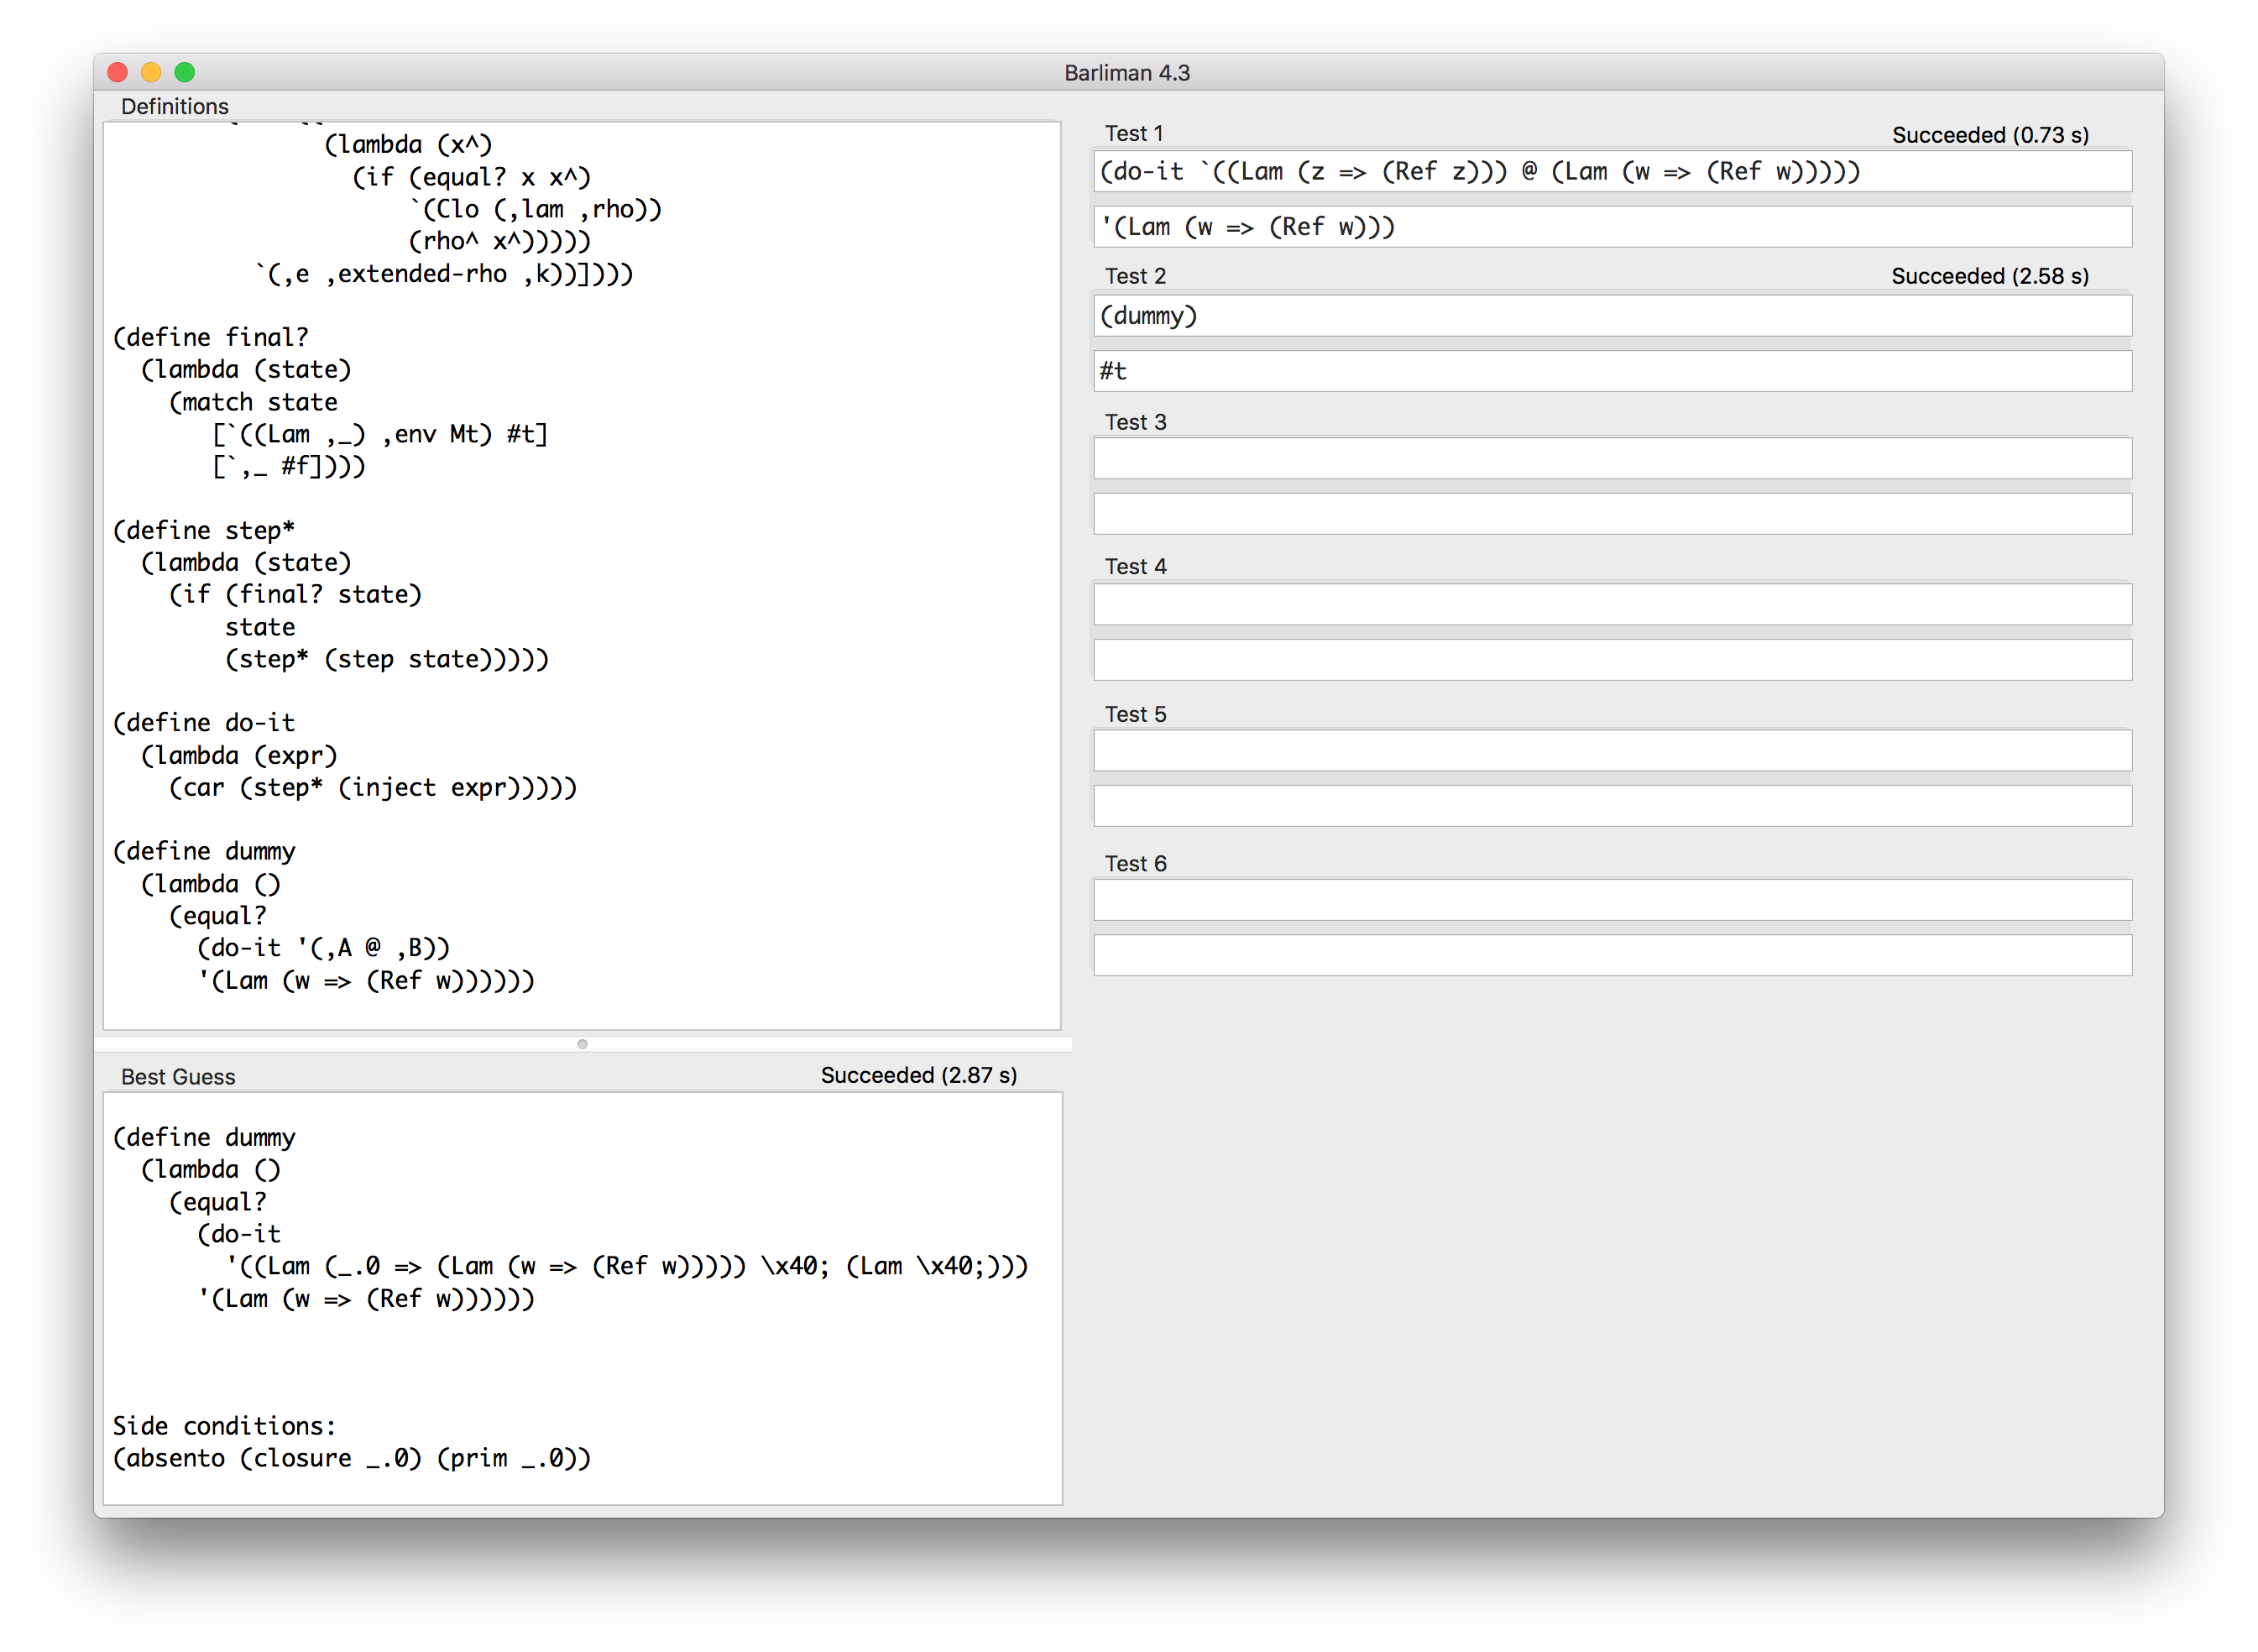 Barliman 4.3
Definitions
(lambda (x^)
(if (equal? x x^)
`(Clo (,lam ,rho))
(rho^ x^)))))
`(,e ,extended-rho ,k))])))
(define final?
(lambda (state)
(match state
[`((Lam ,_) ,env Mt) #t]
[`,_ #f])))
(define step*
(lambda (state)
(if (final? state)
state
(step* (step state)))))
(define do-it
(lambda (expr)
(car (step* (inject expr)))))
(define dummy
(lambda ()
(equal?
(do-it '(,A @ ,B))
'(Lam (w => (Ref w))))))
Best Guess
Succeeded (2.87 s)
(define dummy
(lambda ()
(equal?
(do-it
'((Lam (_.0 => (Lam (w => (Ref w))))) \x40; (Lam \x40;)))
'(Lam (w => (Ref w))))))
Side conditions:
(absento (closure _.0) (prim _.0))
Test 1
Succeeded (0.73 s)
(do-it `((Lam (z => (Ref z))) @ (Lam (w => (Ref w)))))
'(Lam (w => (Ref w)))
Test 2
Succeeded (2.58 s)
(dummy)
#t
Test 3
Test 4
Test 5
Test 6